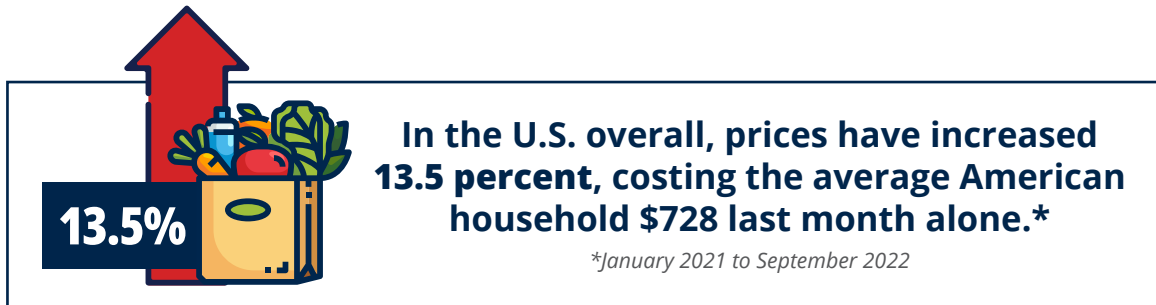 In the U.S. overall, prices have increased
13.5 percent, costing the average American
household $728 last month alone.*
13.5%
*January 2021 to September 2022